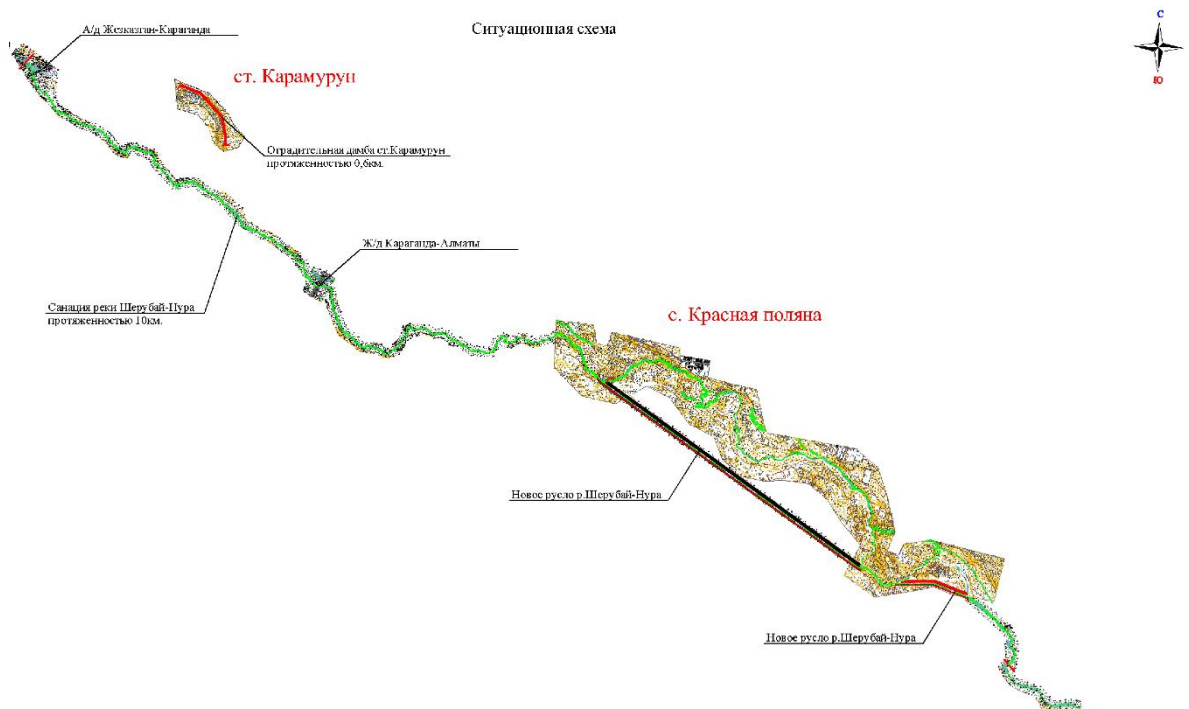 Ситуационная схема
С
Ю
А/д Жезказган-Караганда
ст. Карамурун
Оградительная дамба ст.Карамурун
протяженностью 0,6км.
Ж/д Караганда-Алматы
Санация реки Шерубай-Нура
протяженностью 10км.
с. Красная поляна
Новое русло р.Шерубай-Нура
Новое русло р.Шерубай-Нура